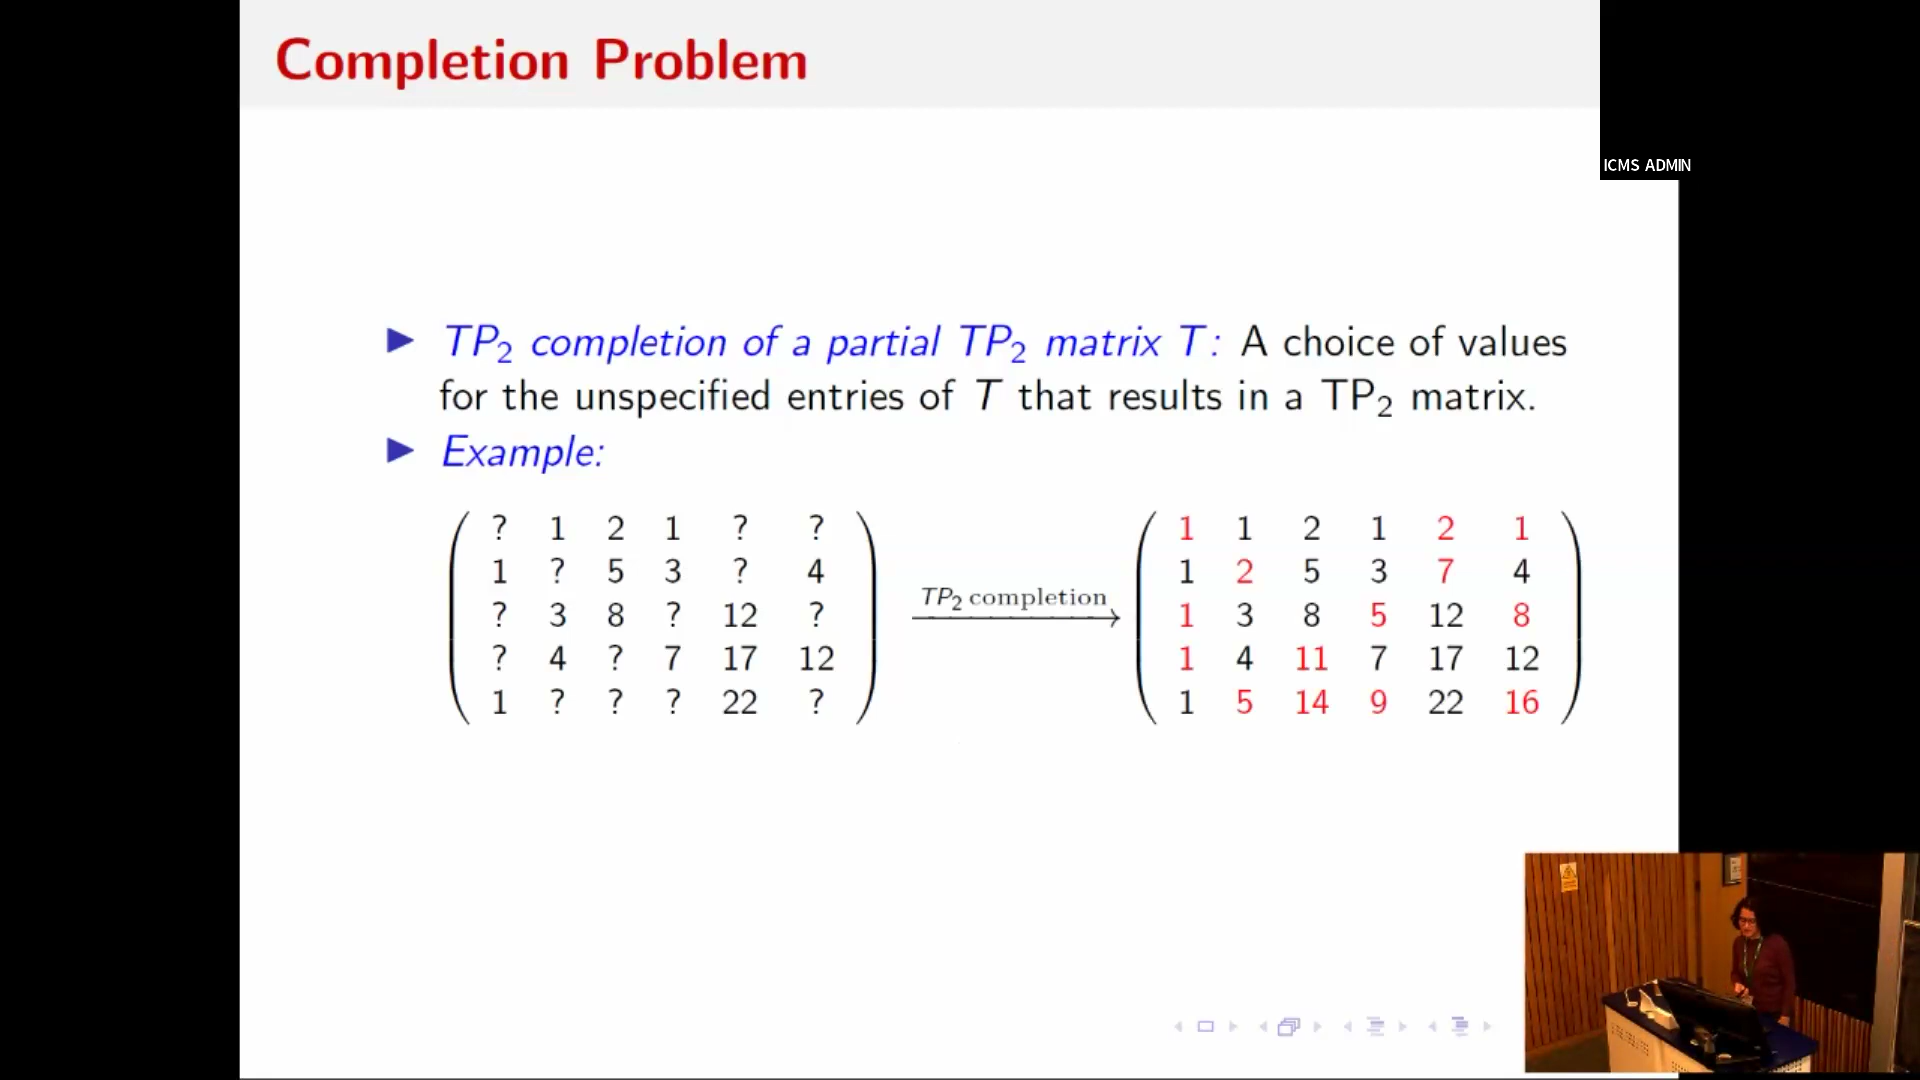 Completion Problem
ICMS ADMIN
▶ TP₂ completion of a partial TP₂ matrix T: A choice of values
for the unspecified entries of T that results in a TP₂ matrix.
▶ Example:
? 1 2 1 ? ?
1 ? 5 3 ? 4
? 3 8 ? 12 ?
? 4 ? 7 17 12
1 ? ? ? 22 ?
TP₂ completion
1 1 2 1 2 1
1 2 5 3 7 4
1 3 8 5 12 8
1 4 11 7 17 12
1 5 14 9 22 16